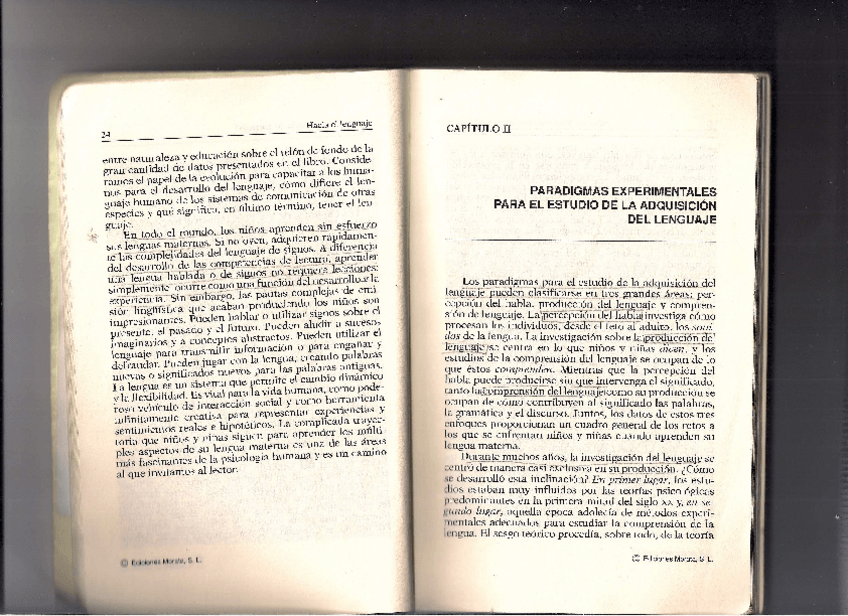 24
Hacia el lenguaje
entre naturaleza y educación sobre el telón de fondo de la
gran cantidad de datos presentados en el libro. Conside-
ramos el papel de la evolución para capacitar a los huma-
nos para el desarrollo del lenguaje, cómo difiere el len-
guaje humano de los sistemas de comunicación de otras
especies y qué significa, en último término, tener el len-
guaje.
En todo el mundo, los niños aprenden sin esfuerzo
sus lenguas maternas. Si no oyen, adquieren rápidamen-
te las complejidades del lenguaje de signos. A diferencia
del desarrollo de las competencias de lectura, aprender
una lengua hablada o de signos no requiere lecciones:
simplemente ocurre como una función del desarrollo y la
experiencia. Sin embargo, las pautas complejas de emi-
sión lingüística que acaban produciendo los niños son
impresionantes. Pueden hablar o utilizar signos sobre el
presente, el pasado y el futuro. Pueden aludir a sucesos
imaginarios y a conceptos abstractos. Pueden utilizar el
lenguaje para transmitir información o para engañar y
defraudar. Pueden jugar con la lengua, creando palabras
nuevas o significados nuevos para las palabras antiguas.
La lengua es un sistema que permite el cambio dinámico
y la flexibilidad. Es vital para la vida humana, como pode-
roso vehículo de interacción social y como herramienta
infinitamente creativa para representar experiencias y
sentimientos reales e hipotéticos. La complicada trayec-
toria que niños y niñas siguen para aprender los múlti-
ples aspectos de su lengua materna es una de las áreas
más fascinantes de la psicología humana y es un camino
al que invitamos al lector.
© Ediciones Morata, S. L.
CAPÍTULO II
PARADIGMAS EXPERIMENTALES
PARA EL ESTUDIO DE LA ADQUISICIÓN
DEL LENGUAJE
Los paradigmas para el estudio de la adquisición del
lenguaje pueden clasificarse en tres grandes áreas: per-
cepción del habla, producción del lenguaje y compren-
sión de lenguaje. La percepción del habla investiga cómo
procesan los individuos, desde el feto al adulto, los soni-
dos de la lengua. La investigación sobre la producción del
lenguaje se centra en lo que niños y niñas dicen, y los
estudios de la comprensión del lenguaje se ocupan de lo
que éstos comprenden. Mientras que la percepción del
habla puede producirse sin que intervenga el significado,
tanto la comprensión del lenguaje como su producción se
ocupan de cómo contribuyen al significado las palabras,
la gramática y el discurso. Juntos, los datos de estos tres
enfoques proporcionan un cuadro general de los retos a
los que se enfrentan niños y niñas cuando aprenden su
lengua materna.
Durante muchos años, la investigación del lenguaje se
centró de manera casi exclusiva en su producción. ¿Cómo
se desarrolló esta inclinación? En primer lugar, los estu-
dios estaban muy influidos por las teorías psicológicas
predominantes en la primera mitad del siglo XX y, en se-
gundo lugar, aquella época adolecía de métodos experi-
mentales adecuados para estudiar la comprensión de la
lengua. El sesgo teórico procedía, sobre todo, de la teoría
© Ediciones Morata, S. L.